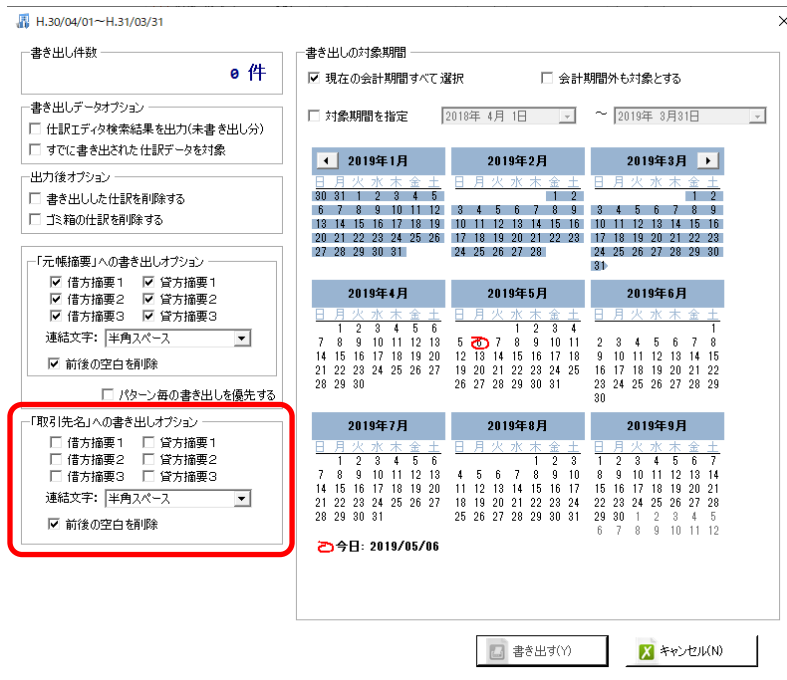 H.30/04/01～H.31/03/31
書き出し件数
0 件
書き出しデータオプション
仕訳エディタ検索結果を出力(未書き出し分)
すでに書き出された仕訳データを対象
出力後オプション
書き出しした仕訳を削除する
ゴミ箱の仕訳を削除する
「元帳摘要」への書き出しオプション
借方摘要1 貸方摘要1
借方摘要2 貸方摘要2
借方摘要3 貸方摘要3
連結文字: 半角スペース
前後の空白を削除
パターン毎の書き出しを優先する
「取引先名」への書き出しオプション
借方摘要1 貸方摘要1
借方摘要2 貸方摘要2
借方摘要3 貸方摘要3
連結文字: 半角スペース
前後の空白を削除
書き出しの対象期間
現在の会計期間すべて選択 会計期間外も対象とする
対象期間を指定 2018年 4月 1日 ～ 2019年 3月31日
2019年1月
日 月 火 水 木 金 土
30 31 1 2 3 4 5
6 7 8 9 10 11 12
13 14 15 16 17 18 19
20 21 22 23 24 25 26
27 28 29 30 31
2019年2月
日 月 火 水 木 金 土
1 2
3 4 5 6 7 8 9
10 11 12 13 14 15 16
17 18 19 20 21 22 23
24 25 26 27 28
2019年3月
日 月 火 水 木 金 土
1 2
3 4 5 6 7 8 9
10 11 12 13 14 15 16
17 18 19 20 21 22 23
24 25 26 27 28 29 30
31
2019年4月
日 月 火 水 木 金 土
1 2 3 4 5 6
7 8 9 10 11 12 13
14 15 16 17 18 19 20
21 22 23 24 25 26 27
28 29 30
2019年5月
日 月 火 水 木 金 土
1 2 3 4
5 6 7 8 9 10 11
12 13 14 15 16 17 18
19 20 21 22 23 24 25
26 27 28 29 30 31
2019年6月
日 月 火 水 木 金 土
1
2 3 4 5 6 7 8
9 10 11 12 13 14 15
16 17 18 19 20 21 22
23 24 25 26 27 28 29
30
2019年7月
日 月 火 水 木 金 土
1 2 3 4 5 6
7 8 9 10 11 12 13
14 15 16 17 18 19 20
21 22 23 24 25 26 27
28 29 30 31
2019年8月
日 月 火 水 木 金 土
1 2 3
4 5 6 7 8 9 10
11 12 13 14 15 16 17
18 19 20 21 22 23 24
25 26 27 28 29 30 31
2019年9月
日 月 火 水 木 金 土
1 2 3 4 5 6 7
8 9 10 11 12 13 14
15 16 17 18 19 20 21
22 23 24 25 26 27 28
29 30 1 2 3 4 5
6 7 8 9 10 11 12
今日: 2019/05/06
書き出す(Y)
キャンセル(N)